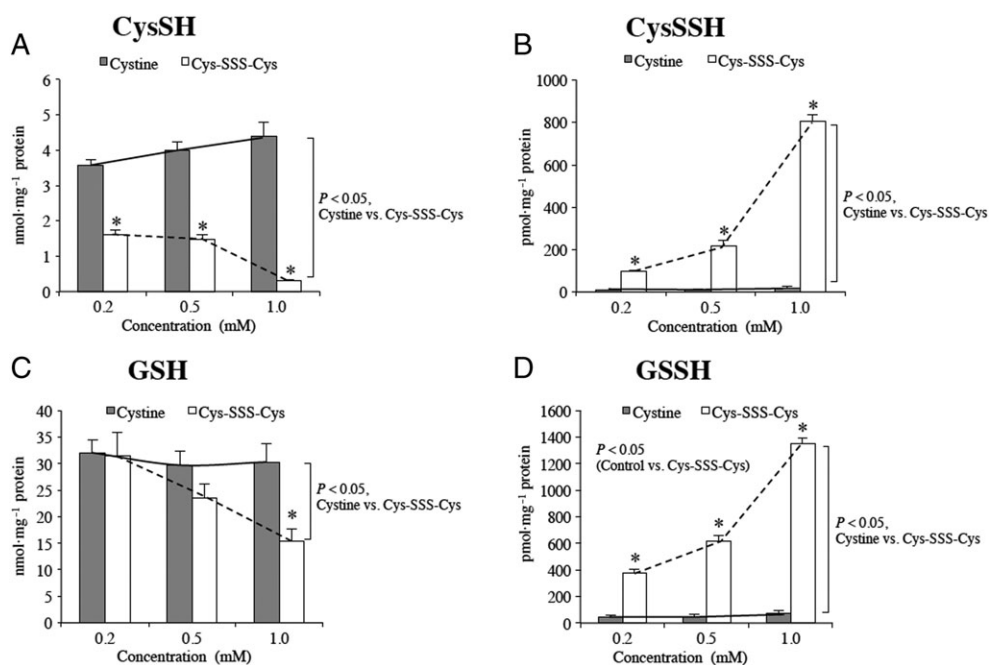 A
CysSH
Cystine Cys-SSS-Cys
6
5
4
3
2
1
0
nmol·mg⁻¹ protein
*
*
*
P < 0.05,
Cystine vs. Cys-SSS-Cys
0.2 0.5 1.0
Concentration (mM)
B
CysSSH
Cystine Cys-SSS-Cys
1000
800
600
400
200
0
pmol·mg⁻¹ protein
*
*
*
P < 0.05,
Cystine vs. Cys-SSS-Cys
0.2 0.5 1.0
Concentration (mM)
C
GSH
Cystine Cys-SSS-Cys
40
35
30
25
20
15
10
5
0
nmol·mg⁻¹ protein
*
P < 0.05,
Cystine vs. Cys-SSS-Cys
0.2 0.5 1.0
Concentration (mM)
D
GSSH
Cystine Cys-SSS-Cys
1600
1400
1200
1000
800
600
400
200
0
pmol·mg⁻¹ protein
P < 0.05
(Control vs. Cys-SSS-Cys)
*
*
*
P < 0.05,
Cystine vs. Cys-SSS-Cys
0.2 0.5 1.0
Concentration (mM)